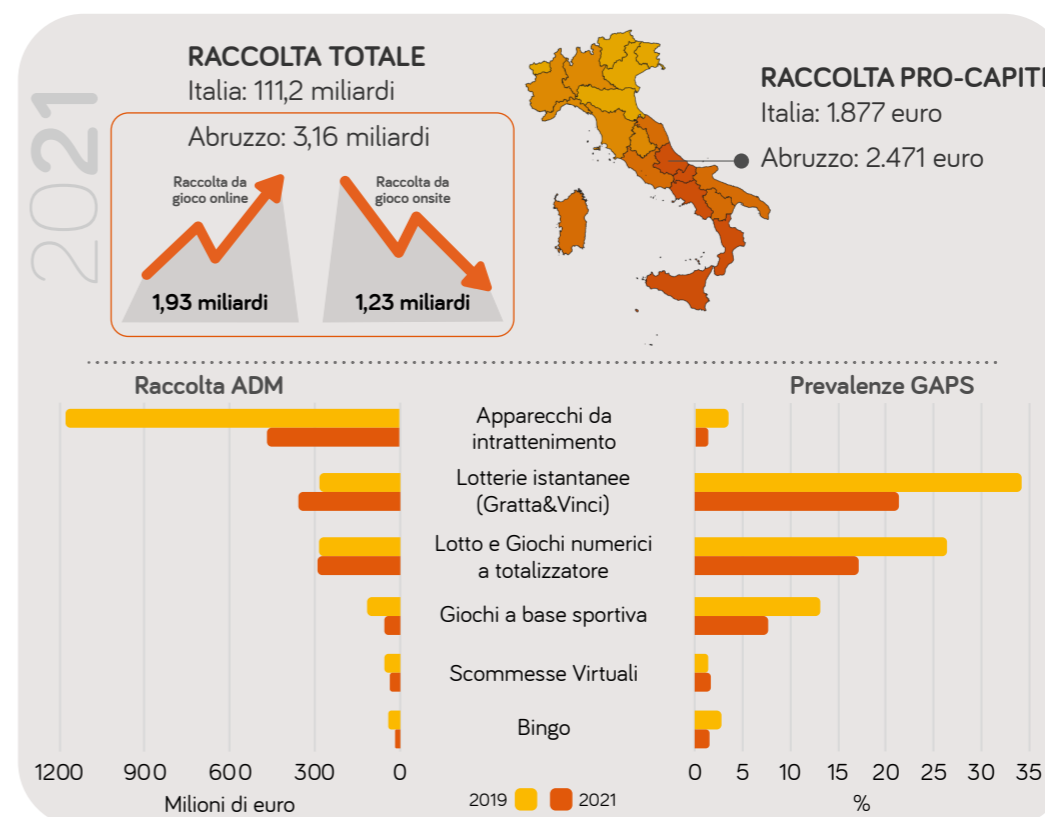 2021
RACCOLTA TOTALE
Italia: 111,2 miliardi
Abruzzo: 3,16 miliardi
Raccolta da
gioco online
1,93 miliardi
Raccolta da
gioco onsite
1,23 miliardi
RACCOLTA PRO-CAPITE
Italia: 1.877 euro
Abruzzo: 2.471 euro
Raccolta ADM
Prevalenze GAPS
Apparecchi da
intrattenimento
Lotterie istantanee
(Gratta&Vinci)
Lotto e Giochi numerici
a totalizzatore
Giochi a base sportiva
Scommesse Virtuali
Bingo
1200 900 600 300 0
Milioni di euro
2019 2021
0 5 10 15 20 25 30 35
%